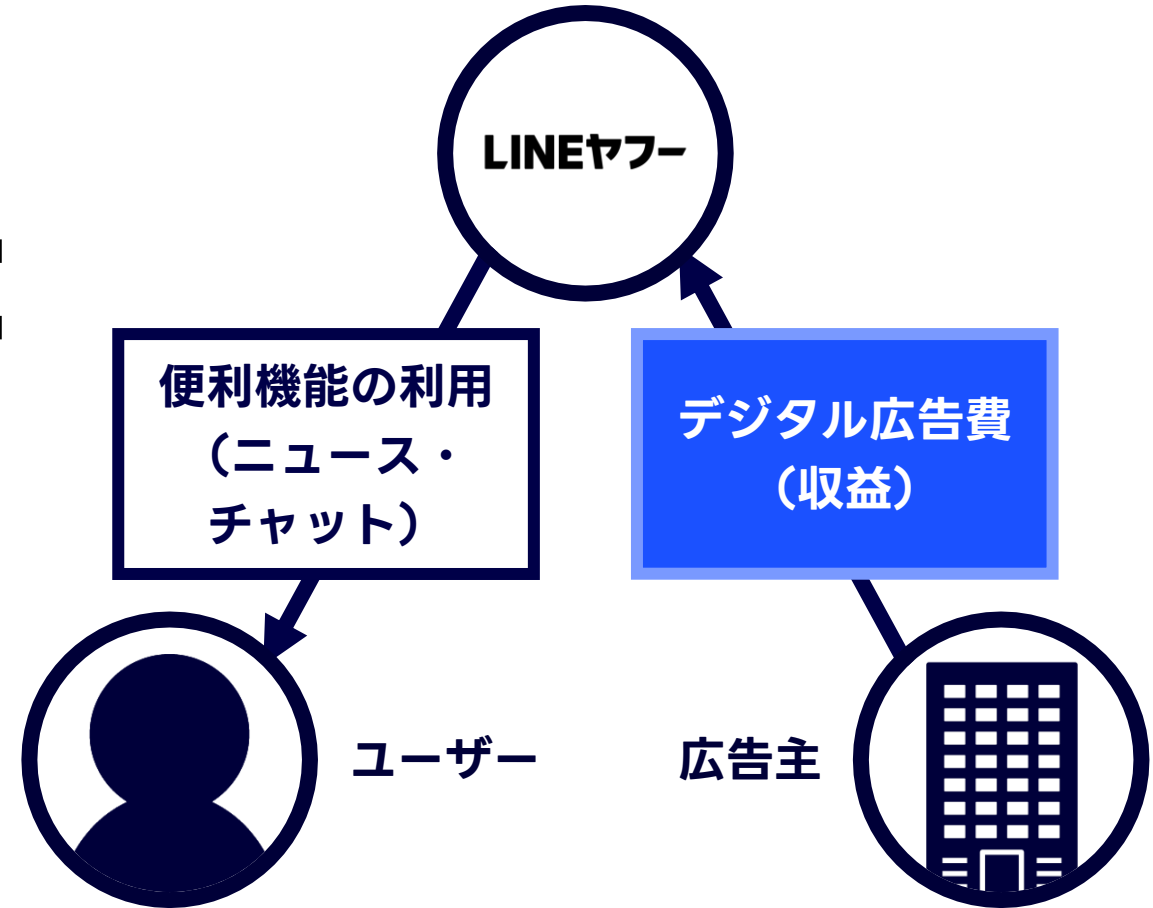 LINEヤフー
便利機能の利用
（ニュース・
チャット）
デジタル広告費
（収益）
ユーザー
広告主